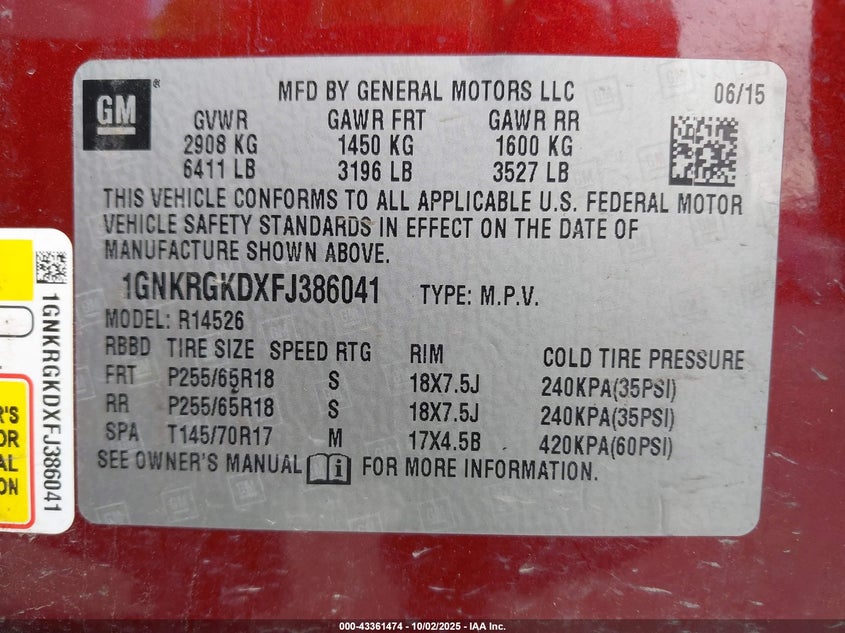 GM
®
MFD BY GENERAL MOTORS LLC
06/15
GVWR GAWR FRT GAWR RR
2908 KG 1450 KG 1600 KG
6411 LB 3196 LB 3527 LB
THIS VEHICLE CONFORMS TO ALL APPLICABLE U.S. FEDERAL MOTOR
VEHICLE SAFETY STANDARDS IN EFFECT ON THE DATE OF
MANUFACTURE SHOWN ABOVE.
1GNKRGKDXFJ386041 TYPE: M.P.V.
MODEL: R14526
RBBD TIRE SIZE SPEED RTG RIM COLD TIRE PRESSURE
FRT P255/65R18 S 18X7.5J 240KPA(35PSI)
RR P255/65R18 S 18X7.5J 240KPA(35PSI)
SPA T145/70R17 M 17X4.5B 420KPA(60PSI)
SEE OWNER'S MANUAL i FOR MORE INFORMATION.
1GNKRGKDXFJ386041
R'S
OR
AL
ON
000-43361474 - 10/02/2025 - IAA Inc.